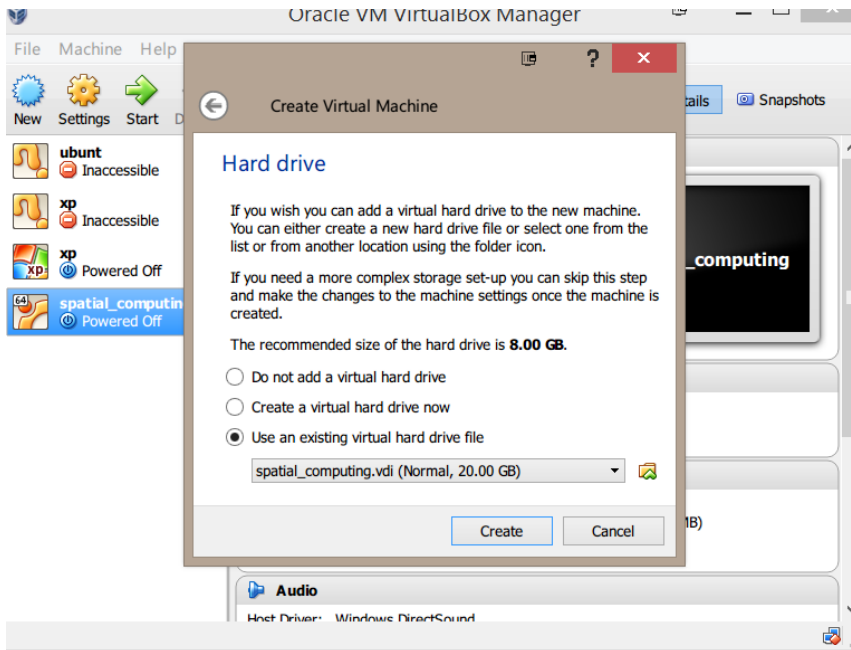 Oracle VM VirtualBox Manager
File Machine Help
?
Create Virtual Machine
New Settings Start D
tails Snapshots
ubunt
Inaccessible
xp
Inaccessible
xp
XP
Powered Off
64
spatial_computin
Powered Off
Hard drive
If you wish you can add a virtual hard drive to the new machine.
You can either create a new hard drive file or select one from the
list or from another location using the folder icon.
If you need a more complex storage set-up you can skip this step
and make the changes to the machine settings once the machine is
created.
The recommended size of the hard drive is 8.00 GB.
Do not add a virtual hard drive
Create a virtual hard drive now
Use an existing virtual hard drive file
spatial_computing.vdi (Normal, 20.00 GB)
Create Cancel
_computing
MB)
Audio
Host Driver: Windows DirectSound